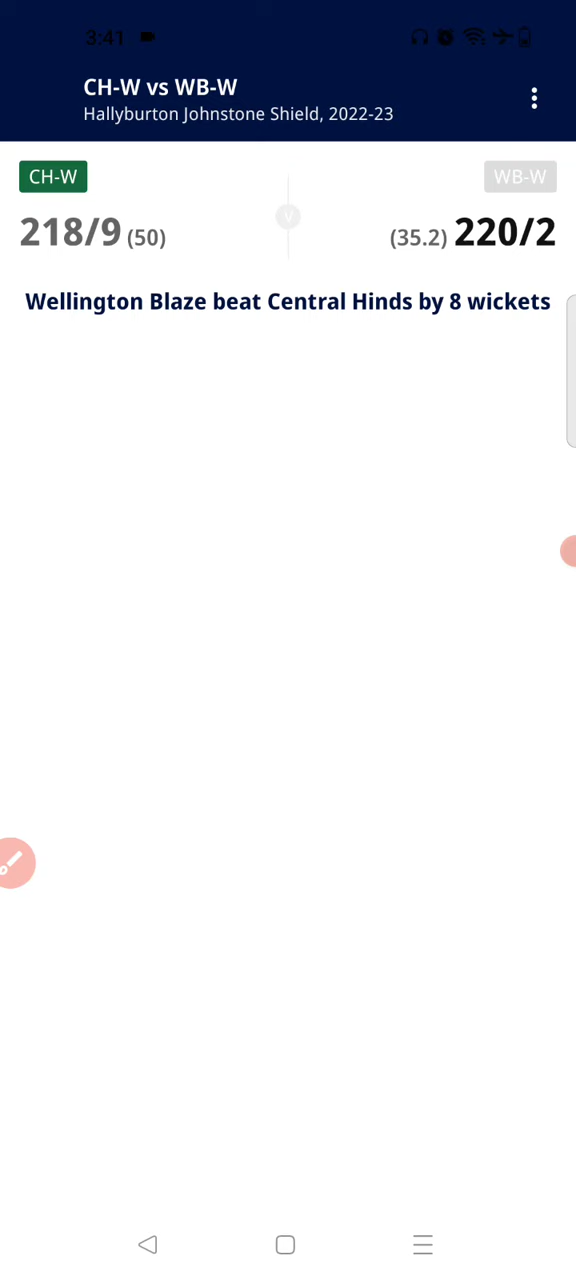 3:41
CH-W vs WB-W
Hallyburton Johnstone Shield, 2022-23
CH-W
WB-W
218/9 (50)
V
(35.2) 220/2
Wellington Blaze beat Central Hinds by 8 wickets